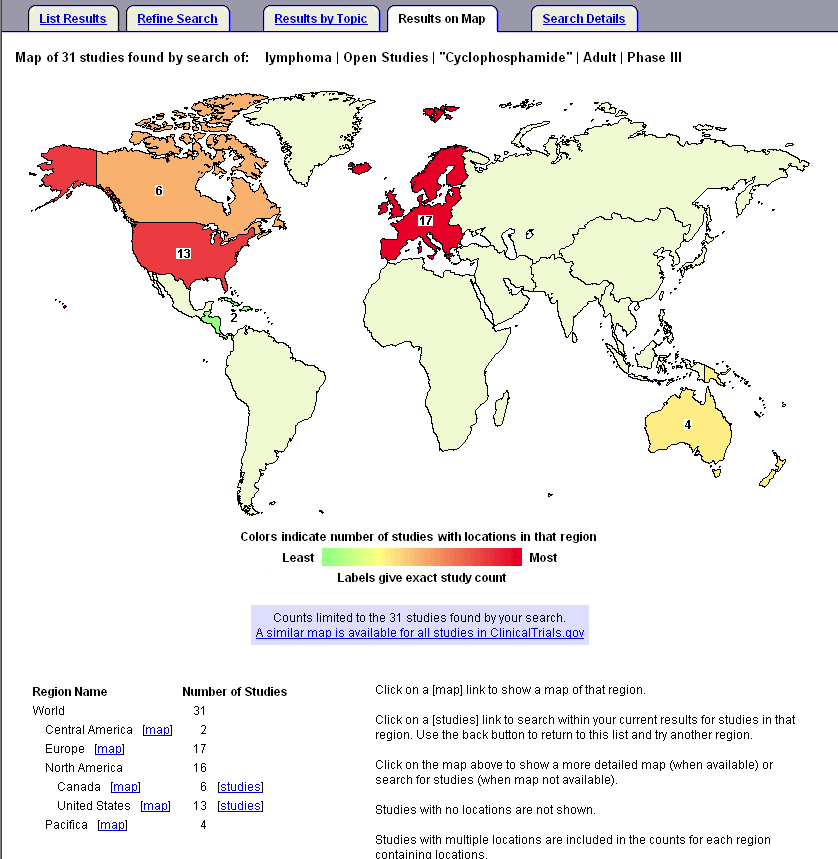 List Results
Refine Search
Results by Topic
Results on Map
Search Details
Map of 31 studies found by search of: lymphoma | Open Studies | "Cyclophosphamide" | Adult | Phase III
6
17
13
2
4
Colors indicate number of studies with locations in that region
Least Most
Labels give exact study count
Counts limited to the 31 studies found by your search.
A similar map is available for all studies in ClinicalTrials.gov
Region Name Number of Studies
World 31
Central America [map] 2
Europe [map] 17
North America 16
Canada [map] 6 [studies]
United States [map] 13 [studies]
Pacifica [map] 4
Click on a [map] link to show a map of that region.
Click on a [studies] link to search within your current results for studies in that
region. Use the back button to return to this list and try another region.
Click on the map above to show a more detailed map (when available) or
search for studies (when map not available).
Studies with no locations are not shown.
Studies with multiple locations are included in the counts for each region
containing locations.